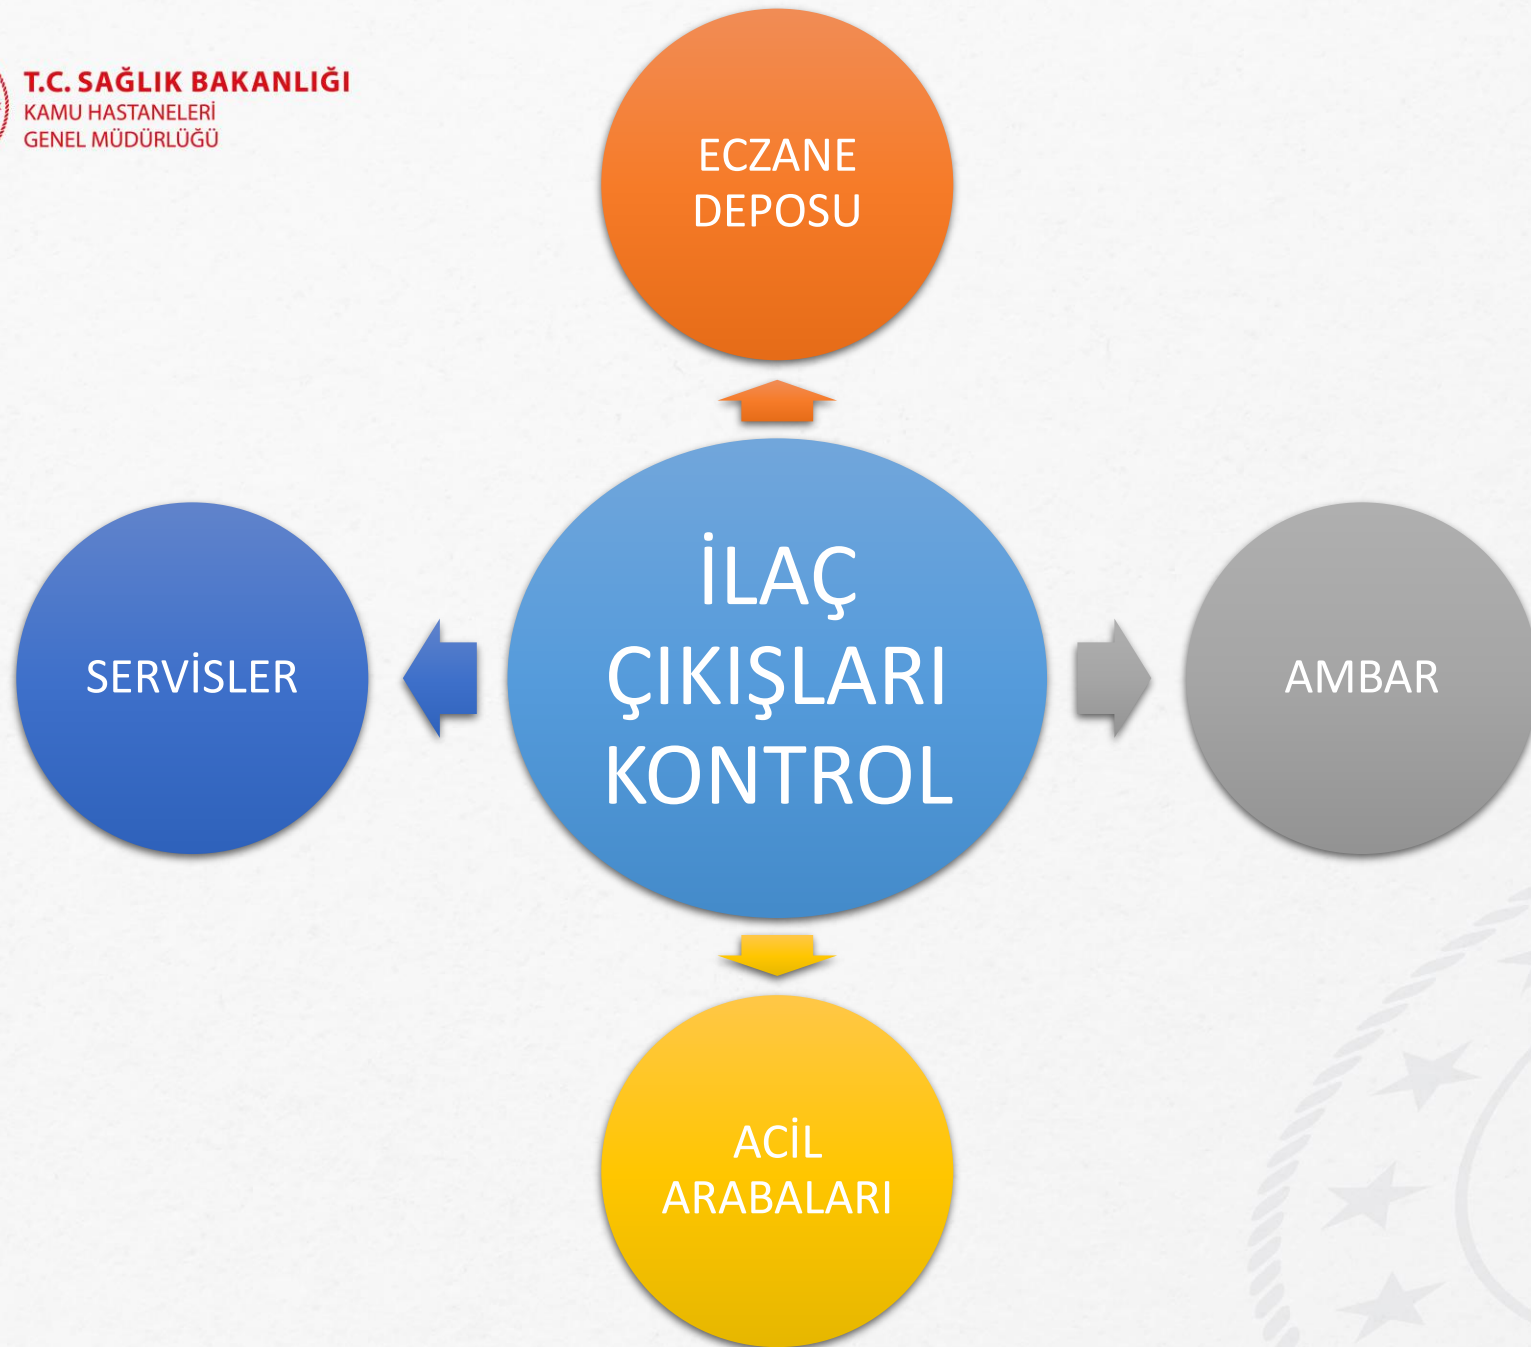 T.C. SAĞLIK BAKANLIĞI
KAMU HASTANELERİ
GENEL MÜDÜRLÜĞÜ
ECZANE
DEPOSU
SERVİSLER
İLAÇ
ÇIKIŞLARI
KONTROL
AMBAR
ACİL
ARABALARI